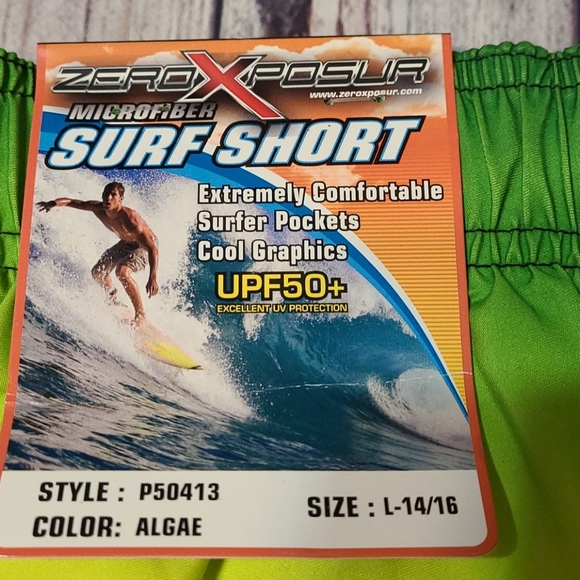 ZEROXPOSUR
www.zeroxposur.com
MICROFIBER
SURF SHORT
Extremely Comfortable
Surfer Pockets
Cool Graphics
UPF50+
EXCELLENT UV PROTECTION
STYLE : P50413
SIZE : L-14/16
COLOR: ALGAE